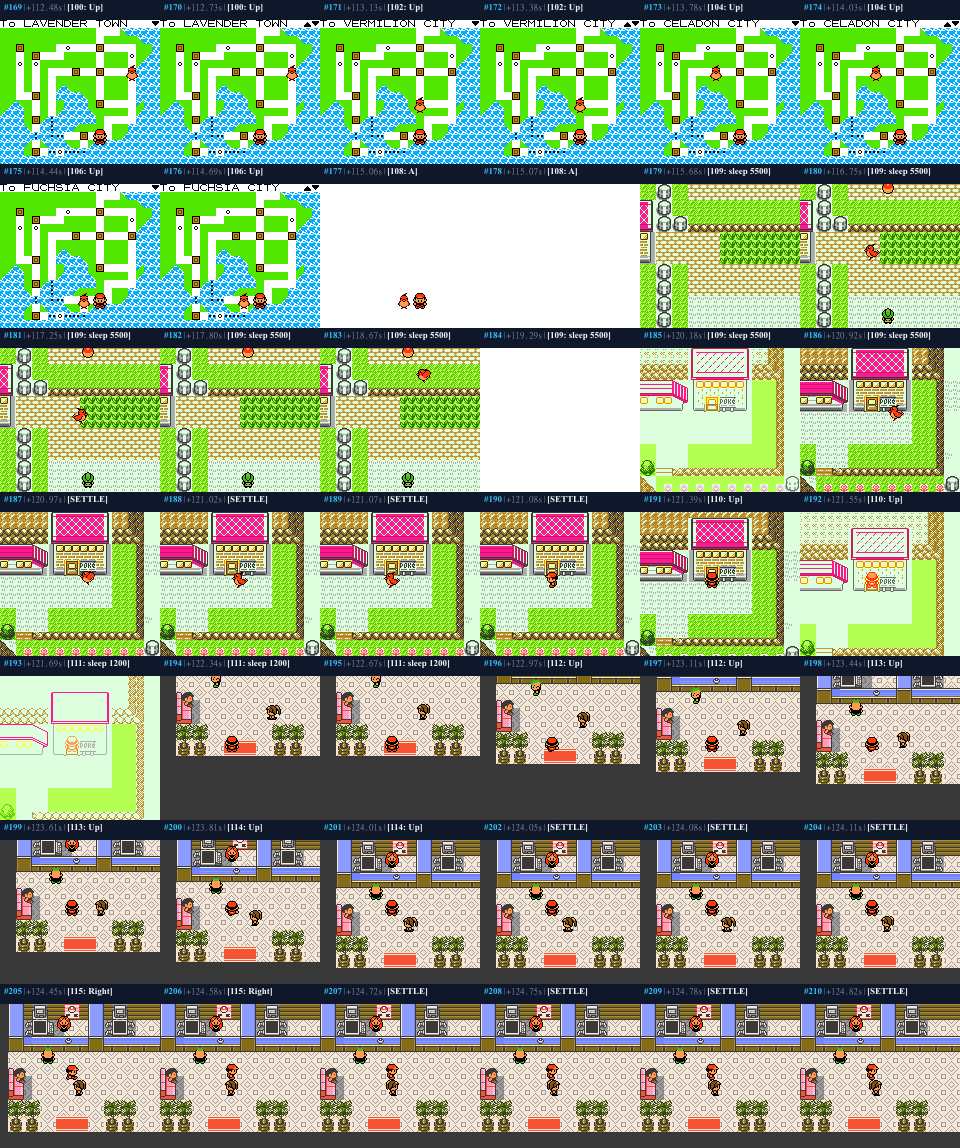 #169|+112.48s|[100: Up] #170|+112.73s|[100: Up] #171|+113.13s|[102: Up] #172|+113.38s|[102: Up] #173|+113.78s|[104: Up] #174|+114.03s|[104: Up]
To LAVENDER TOWN To LAVENDER TOWN To VERMILION CITY To VERMILION CITY To CELADON CITY To CELADON CITY
#175|+114.44s|[106: Up] #176|+114.69s|[106: Up] #177|+115.06s|[108: A] #178|+115.07s|[108: A] #179|+115.68s|[109: sleep 5500] #180|+116.75s|[109: sleep 5500]
To FUCHSIA CITY To FUCHSIA CITY
#181|+117.25s|[109: sleep 5500] #182|+117.80s|[109: sleep 5500] #183|+118.67s|[109: sleep 5500] #184|+119.29s|[109: sleep 5500] #185|+120.18s|[109: sleep 5500] #186|+120.92s|[109: sleep 5500]
POKé POKé
#187|+120.97s|[SETTLE] #188|+121.02s|[SETTLE] #189|+121.07s|[SETTLE] #190|+121.08s|[SETTLE] #191|+121.39s|[110: Up] #192|+121.55s|[110: Up]
POKé POKé POKé POKé POKé POKé
#193|+121.69s|[111: sleep 1200] #194|+122.34s|[111: sleep 1200] #195|+122.67s|[111: sleep 1200] #196|+122.97s|[112: Up] #197|+123.11s|[112: Up] #198|+123.44s|[113: Up]
POKé
#199|+123.61s|[113: Up] #200|+123.81s|[114: Up] #201|+124.01s|[114: Up] #202|+124.05s|[SETTLE] #203|+124.08s|[SETTLE] #204|+124.11s|[SETTLE]
#205|+124.45s|[115: Right] #206|+124.58s|[115: Right] #207|+124.72s|[SETTLE] #208|+124.75s|[SETTLE] #209|+124.78s|[SETTLE] #210|+124.82s|[SETTLE]